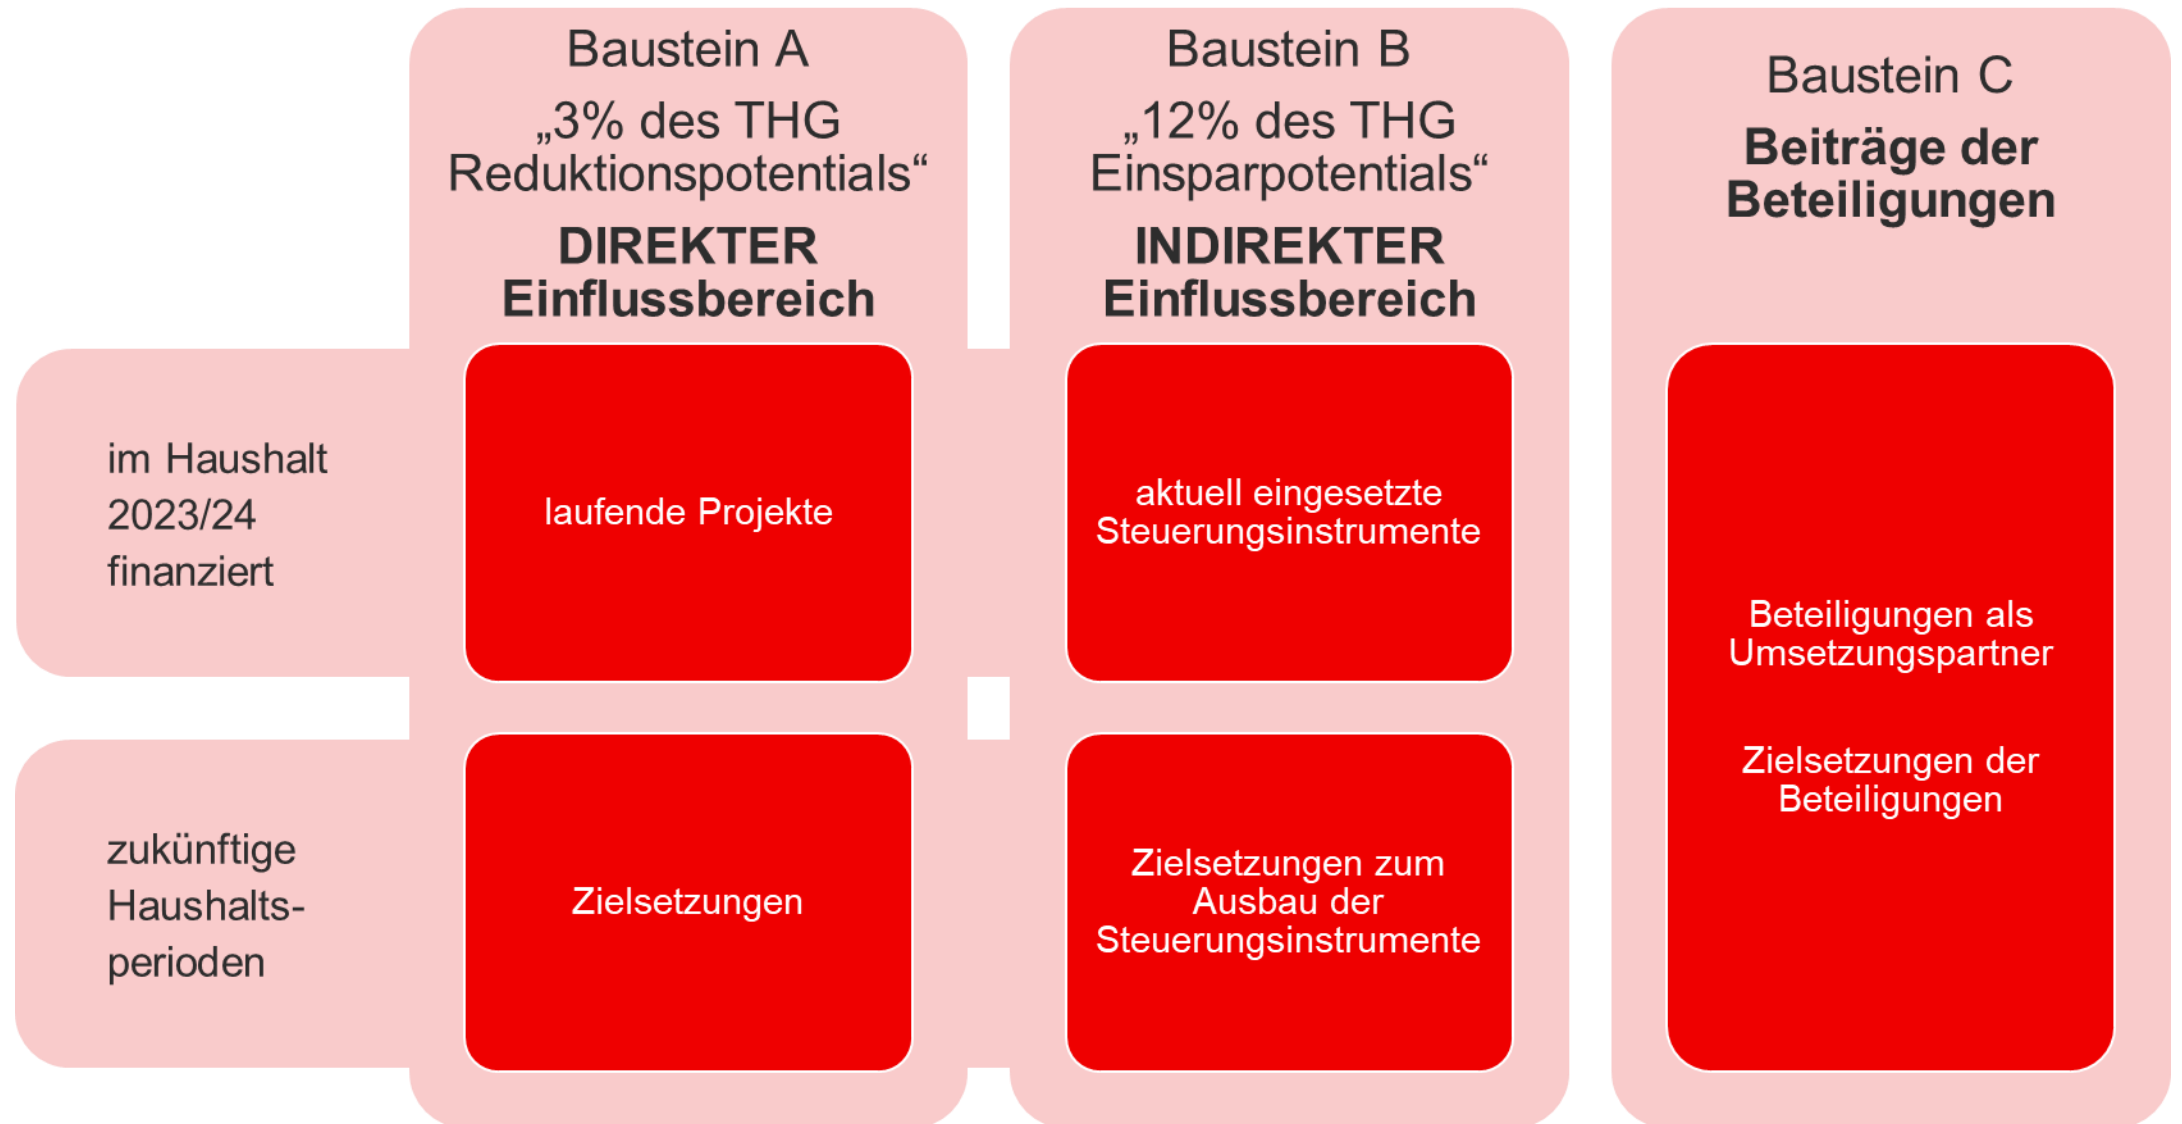 Baustein A
„3% des THG
Reduktionspotentials“
DIREKTER
Einflussbereich
Baustein B
„12% des THG
Einsparpotentials“
INDIREKTER
Einflussbereich
Baustein C
Beiträge der
Beteiligungen
im Haushalt
2023/24
finanziert
laufende Projekte
aktuell eingesetzte
Steuerungsinstrumente
Beteiligungen als
Umsetzungspartner
Zielsetzungen der
Beteiligungen
zukünftige
Haushalts-
perioden
Zielsetzungen
Zielsetzungen zum
Ausbau der
Steuerungsinstrumente